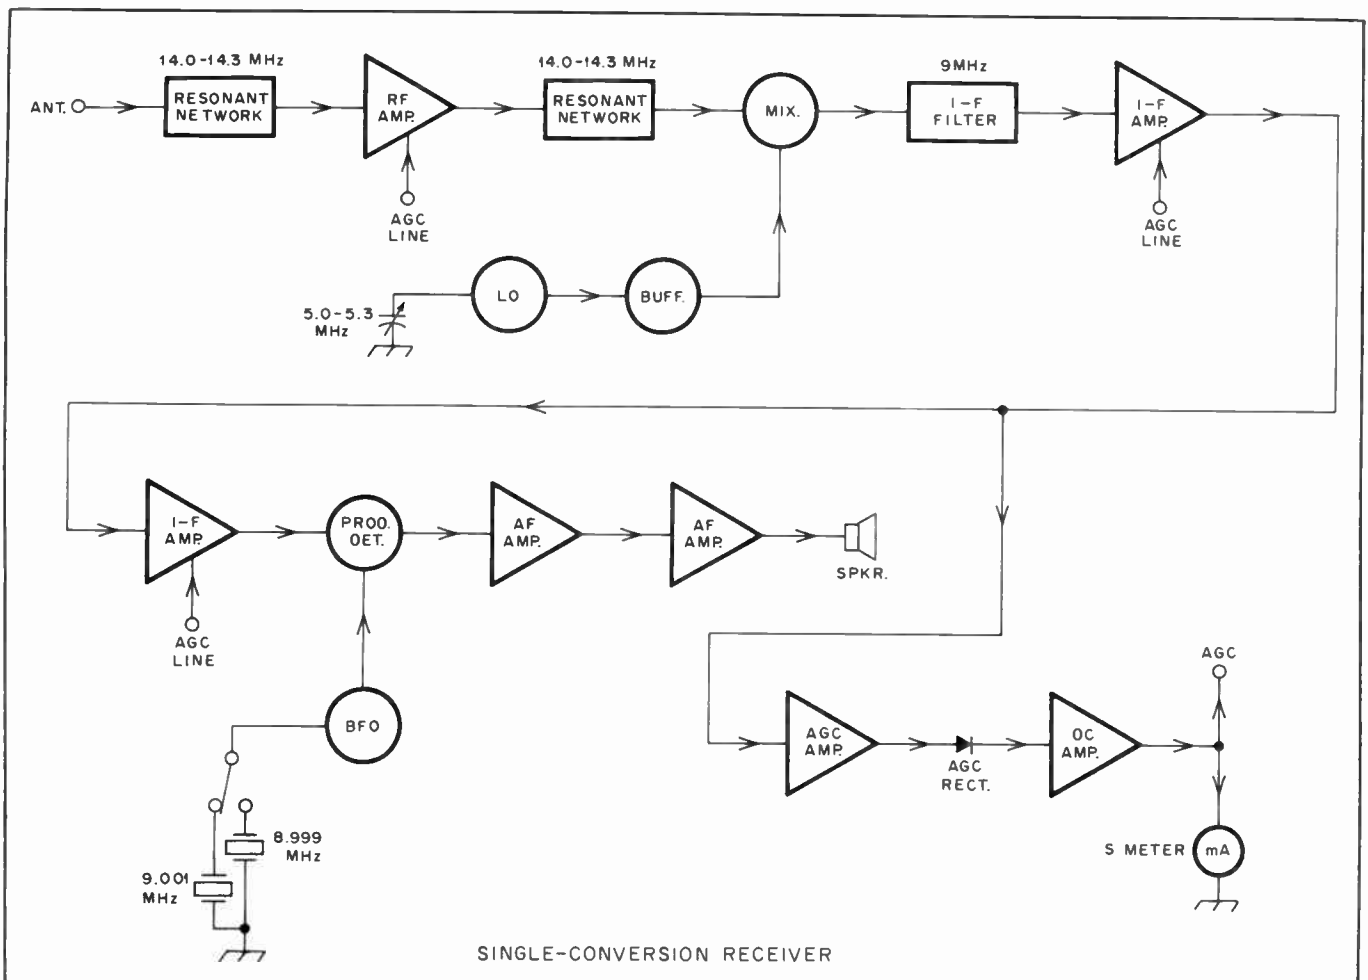 14.0-14.3 MHz
14.0-14.3 MHz
9MHz
ANT.
RESONANT
NETWORK
RF
AMP.
RESONANT
NETWORK
MIX.
I-F
FILTER
I-F
AMP.
AGC
LINE
AGC
LINE
5.0-5.3
MHz
LO
BUFF.
I-F
AMP.
PROD.
DET.
AF
AMP.
AF
AMP.
SPKR.
AGC
LINE
BFO
AGC
AMP.
AGC
RECT.
DC
AMP.
AGC
8.999
MHz
9.001
MHz
S METER
mA
SINGLE-CONVERSION RECEIVER